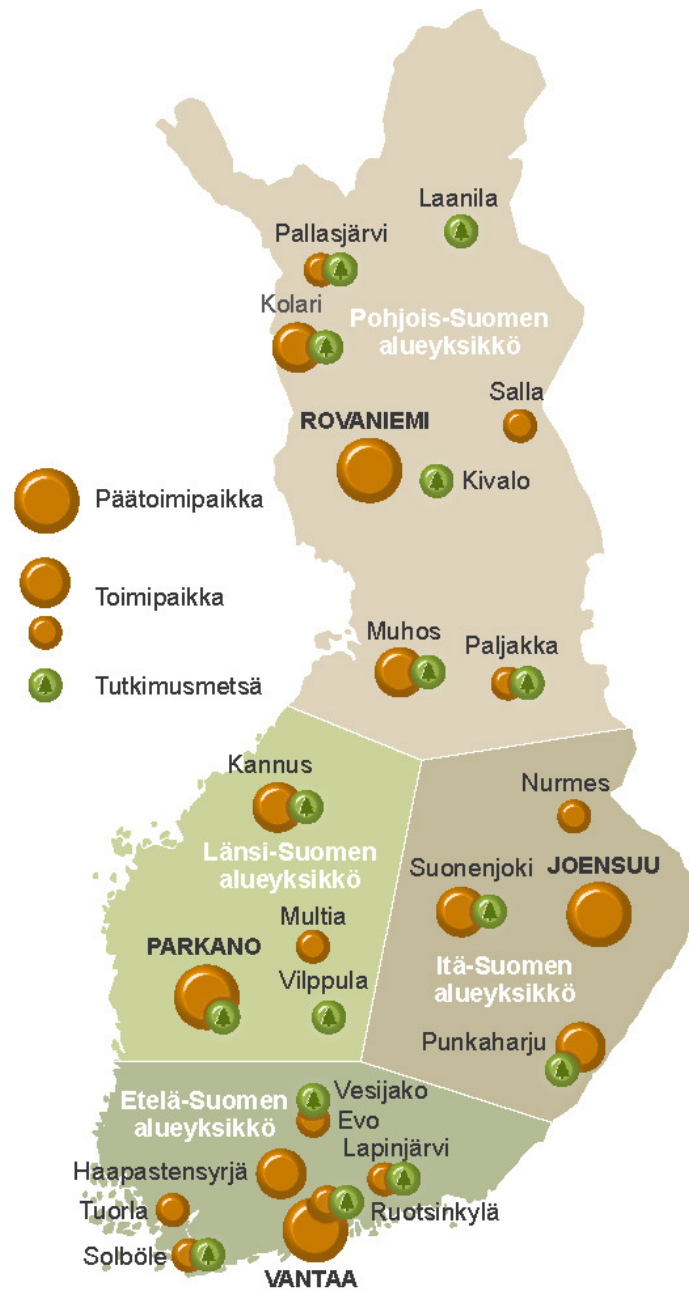 Laanila
Pallasjärvi
Kolari
Pohjois-Suomen
alueyksikkö
Salla
ROVANIEMI
Kivalo
Päätoimipaikka
Toimipaikka
Tutkimusmetsä
Muhos
Paljakka
Kannus
Nurmes
Länsi-Suomen
alueyksikkö
Suonenjoki
JOENSUU
Multia
PARKANO
Vilppula
Itä-Suomen
alueyksikkö
Punkaharju
Etelä-Suomen
alueyksikkö
Vesijako
Evo
Lapinjärvi
Haapastensyrjä
Tuorla
Ruotsinkylä
Solböle
VANTAA